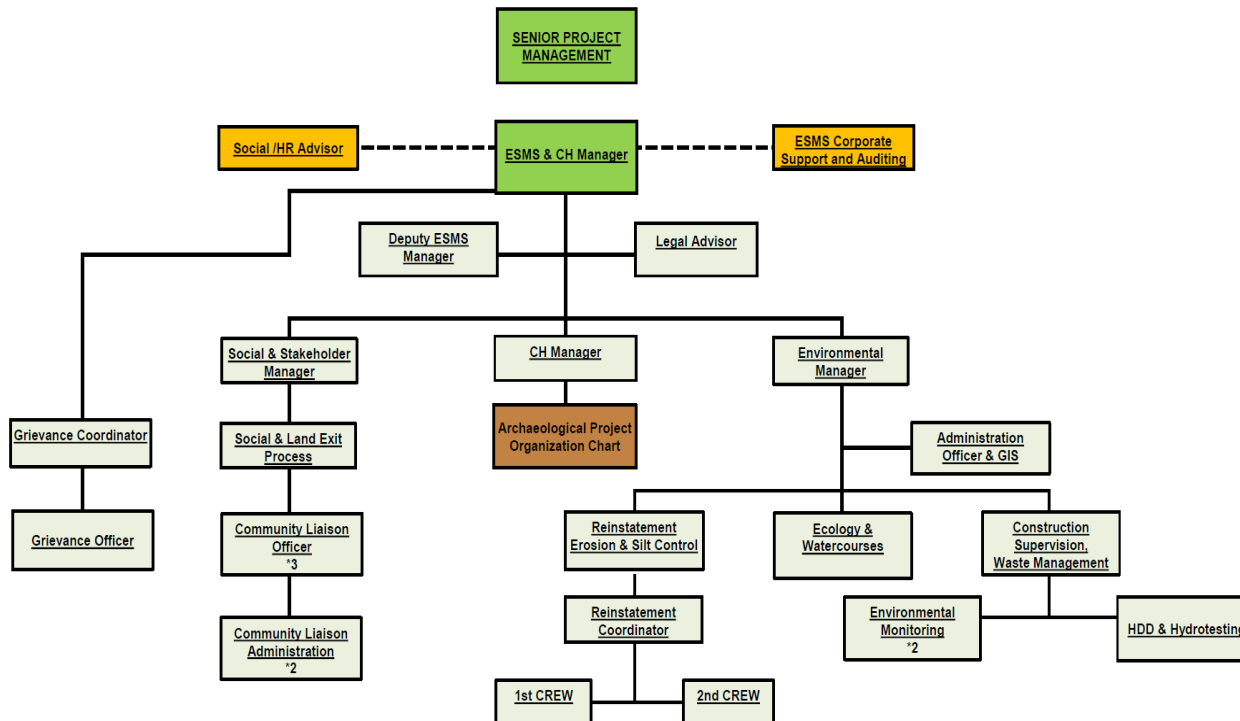 SENIOR PROJECT
MANAGEMENT
Social /HR Advisor
ESMS & CH Manager
ESMS Corporate
Support and Auditing
Deputy ESMS
Manager
Legal Advisor
Social & Stakeholder
Manager
CH Manager
Environmental
Manager
Grievance Coordinator
Social & Land Exit
Process
Archaeological Project
Organization Chart
Administration
Officer & GIS
Grievance Officer
Community Liaison
Officer
*3
Reinstatement
Erosion & Silt Control
Ecology &
Watercourses
Construction
Supervision,
Waste Management
Community Liaison
Administration
*2
Reinstatement
Coordinator
Environmental
Monitoring
*2
HDD & Hydrotesting
1st CREW
2nd CREW